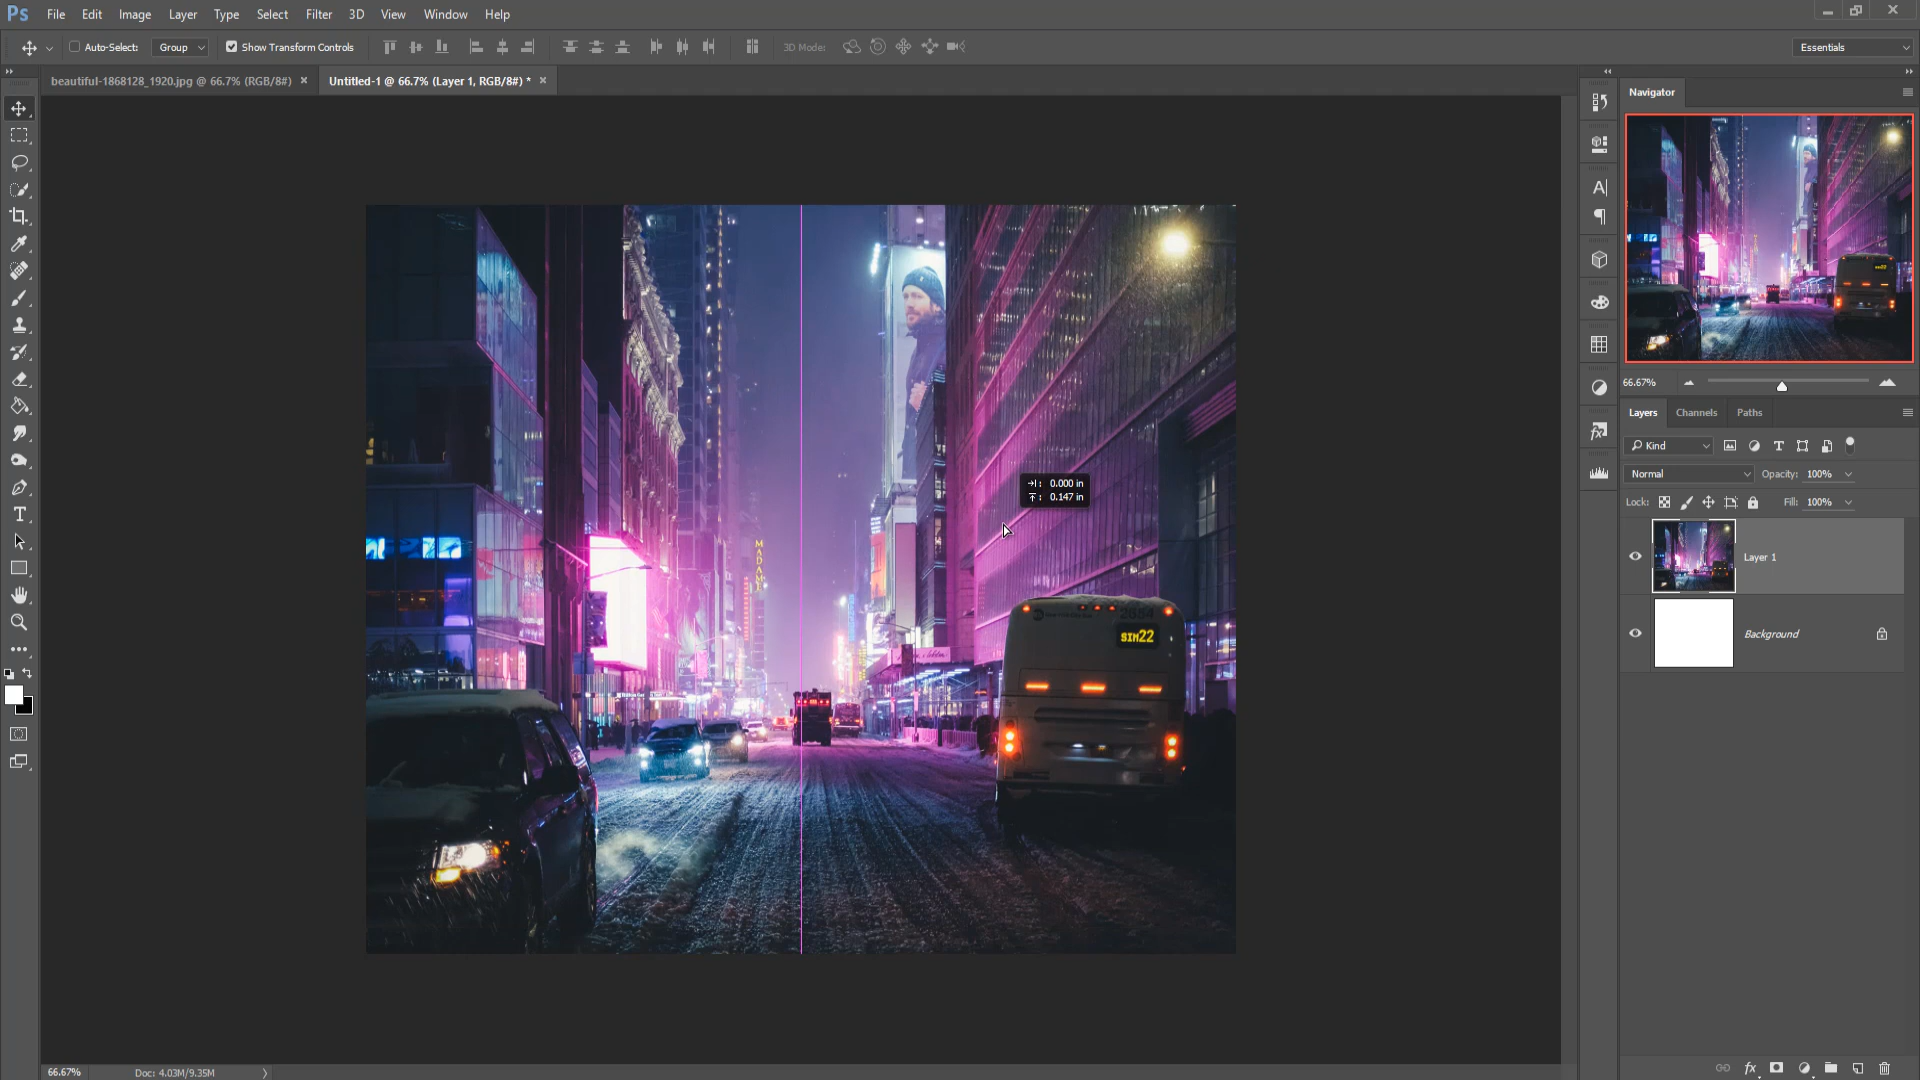 Ps File Edit Image Layer Type Select Filter 3D View Window Help
Auto-Select: Group Show Transform Controls 3D Mode: Essentials
beautiful-1868128_1920.jpg @ 66.7% (RGB/8#) × Untitled-1 @ 66.7% (Layer 1, RGB/8#) * ×
Navigator
66.67%
Layers Channels Paths
Kind
Normal Opacity: 100%
Lock: Fill: 100%
Layer 1
Background
0.000 in
0.147 in
MADAME
2884
SIM22
66.67% Doc: 4.03M/9.35M